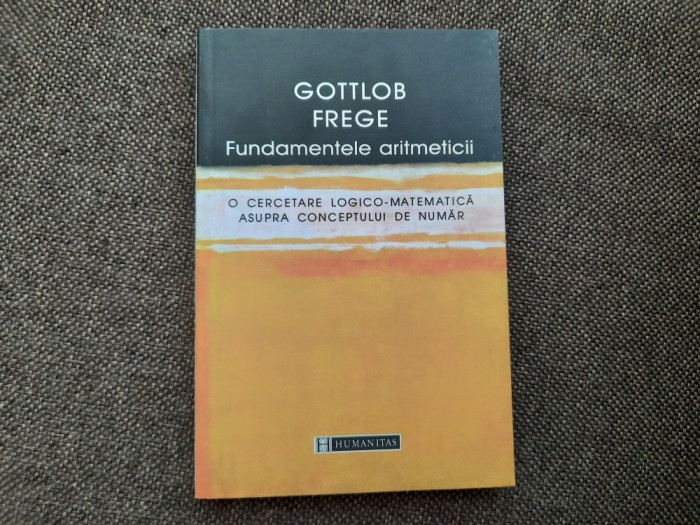 GOTTLOB
FREGE
Fundamentele aritmeticii
O CERCETARE LOGICO-MATEMATICĂ
ASUPRA CONCEPTULUI DE NUMĂR
HUMANITAS